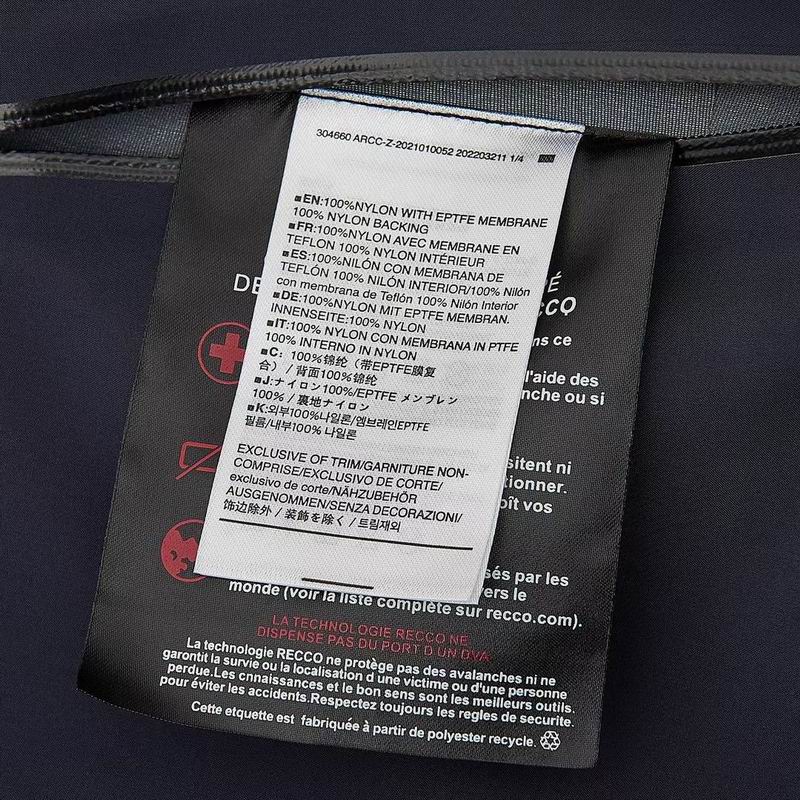 304660 ARCC-Z-2021010052 202203211 1/4
■EN:100%NYLON WITH EPTFE MEMBRANE
100% NYLON BACKING
■FR:100%NYLON AVEC MEMBRANE EN
TEFLON 100% NYLON INTÉRIEUR
■ES:100%NILÓN CON MEMBRANA DE
TEFLÓN 100% NILÓN INTERIOR/100% Nilón
con membrana de Teflón 100% Nilón Interior
■DE:100%NYLON MIT EPTFE MEMBRAN.
INNENSEITE:100% NYLON
■IT:100% NYLON CON MEMBRANA IN PTFE
100% INTERNO IN NYLON
■C: 100%锦纶（带EPTFE膜复
合）/ 背面100%锦纶
■J:ナイロン100%/EPTFE メンブレン
100% / 裏地ナイロン
■K:외부100%나일론/엠브레인EPTFE
필름/내부100% 나일론
EXCLUSIVE OF TRIM/GARNITURE NON-
COMPRISE/EXCLUSIVO DE CORTE/
exclusivo de corte/NÄHZUBEHÖR
AUSGENOMMEN/SENZA DECORAZIONI/
饰边除外 / 装飾を除く / 트림재외
DE
É
CCO
ns ce
l'aide des
nche ou si
sitent ni
tionner.
oît vos
sés par les
vers le
monde (voir la liste complète sur recco.com).
LA TECHNOLOGIE RECCO NE
DISPENSE PAS DU PORT D.UN DVA.
La technologie RECCO ne protège pas des avalanches ni ne
garantit la survie ou la localisation d une victime ou d'une personne
perdue.Les cnnaissances et le bon sens sont les meilleurs outils.
pour éviter les accidents.Respectez toujours les regles de securite.
Cette etquette est fabriquée à partir de polyester recycle.